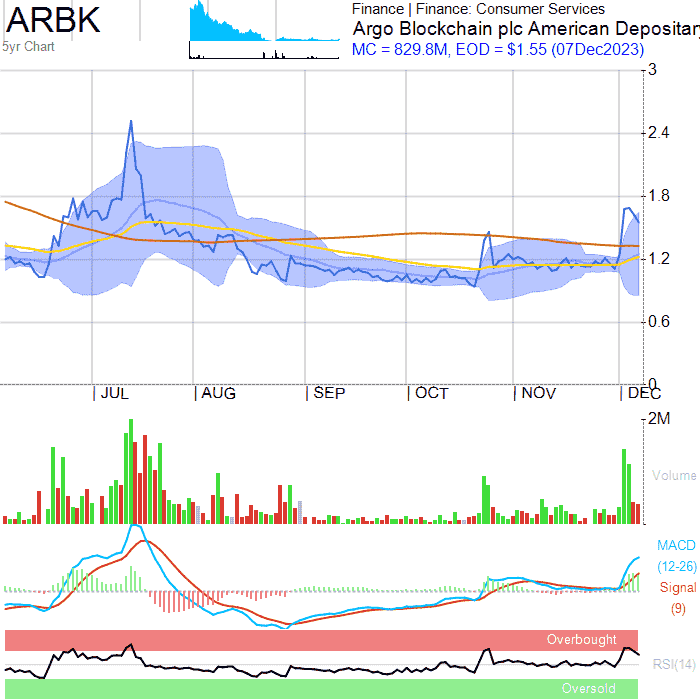 ARBK
5yr Chart
Finance | Finance: Consumer Services
Argo Blockchain plc American Depositary
MC = 829.8M, EOD = $1.55 (07Dec2023)
3
2.4
1.8
1.2
0.6
0
JUL AUG SEP OCT NOV DEC
2M
Volume
MACD
(12-26)
Signal
(9)
Overbought
RSI(14)
Oversold